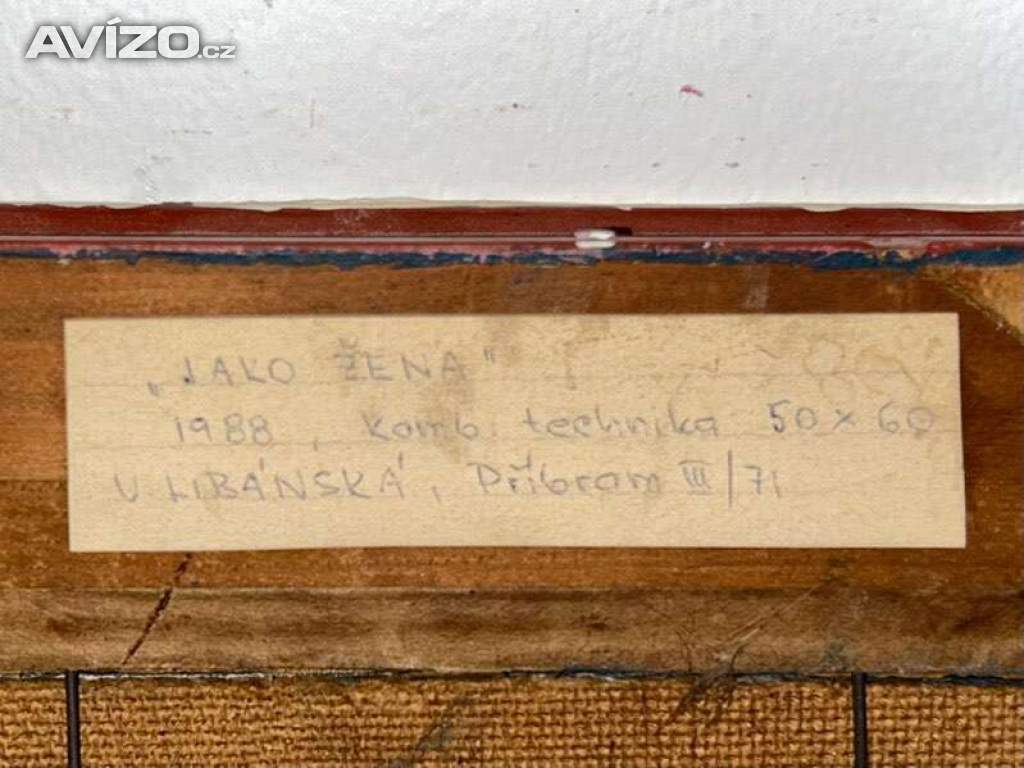 AVÍZO.cz
„JAKO ŽENA"
1988, komb. technika 50 x 60
V. LIBÁNSKÁ, Příbram III/71